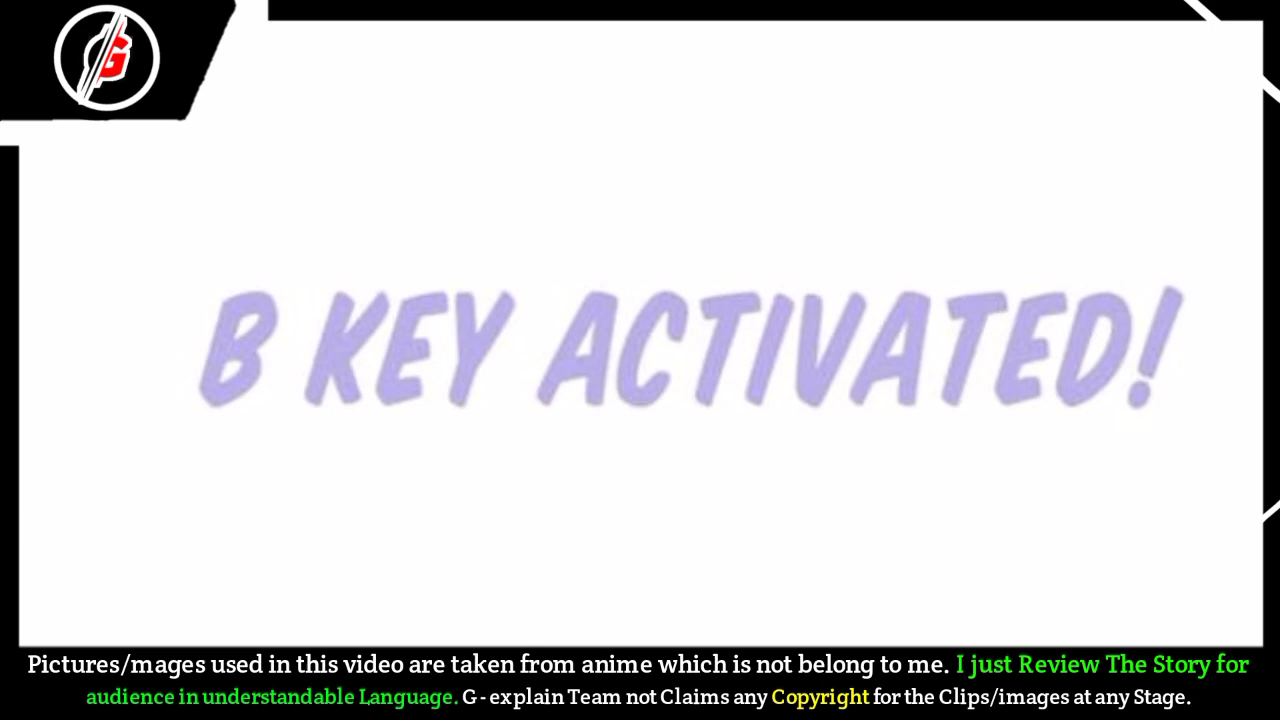 G
B KEY ACTIVATED!
Pictures/mages used in this video are taken from anime which is not belong to me. I just Review The Story for
audience in understandable Language. G-explain Team not Claims any Copyright for the Clips/images at any Stage.